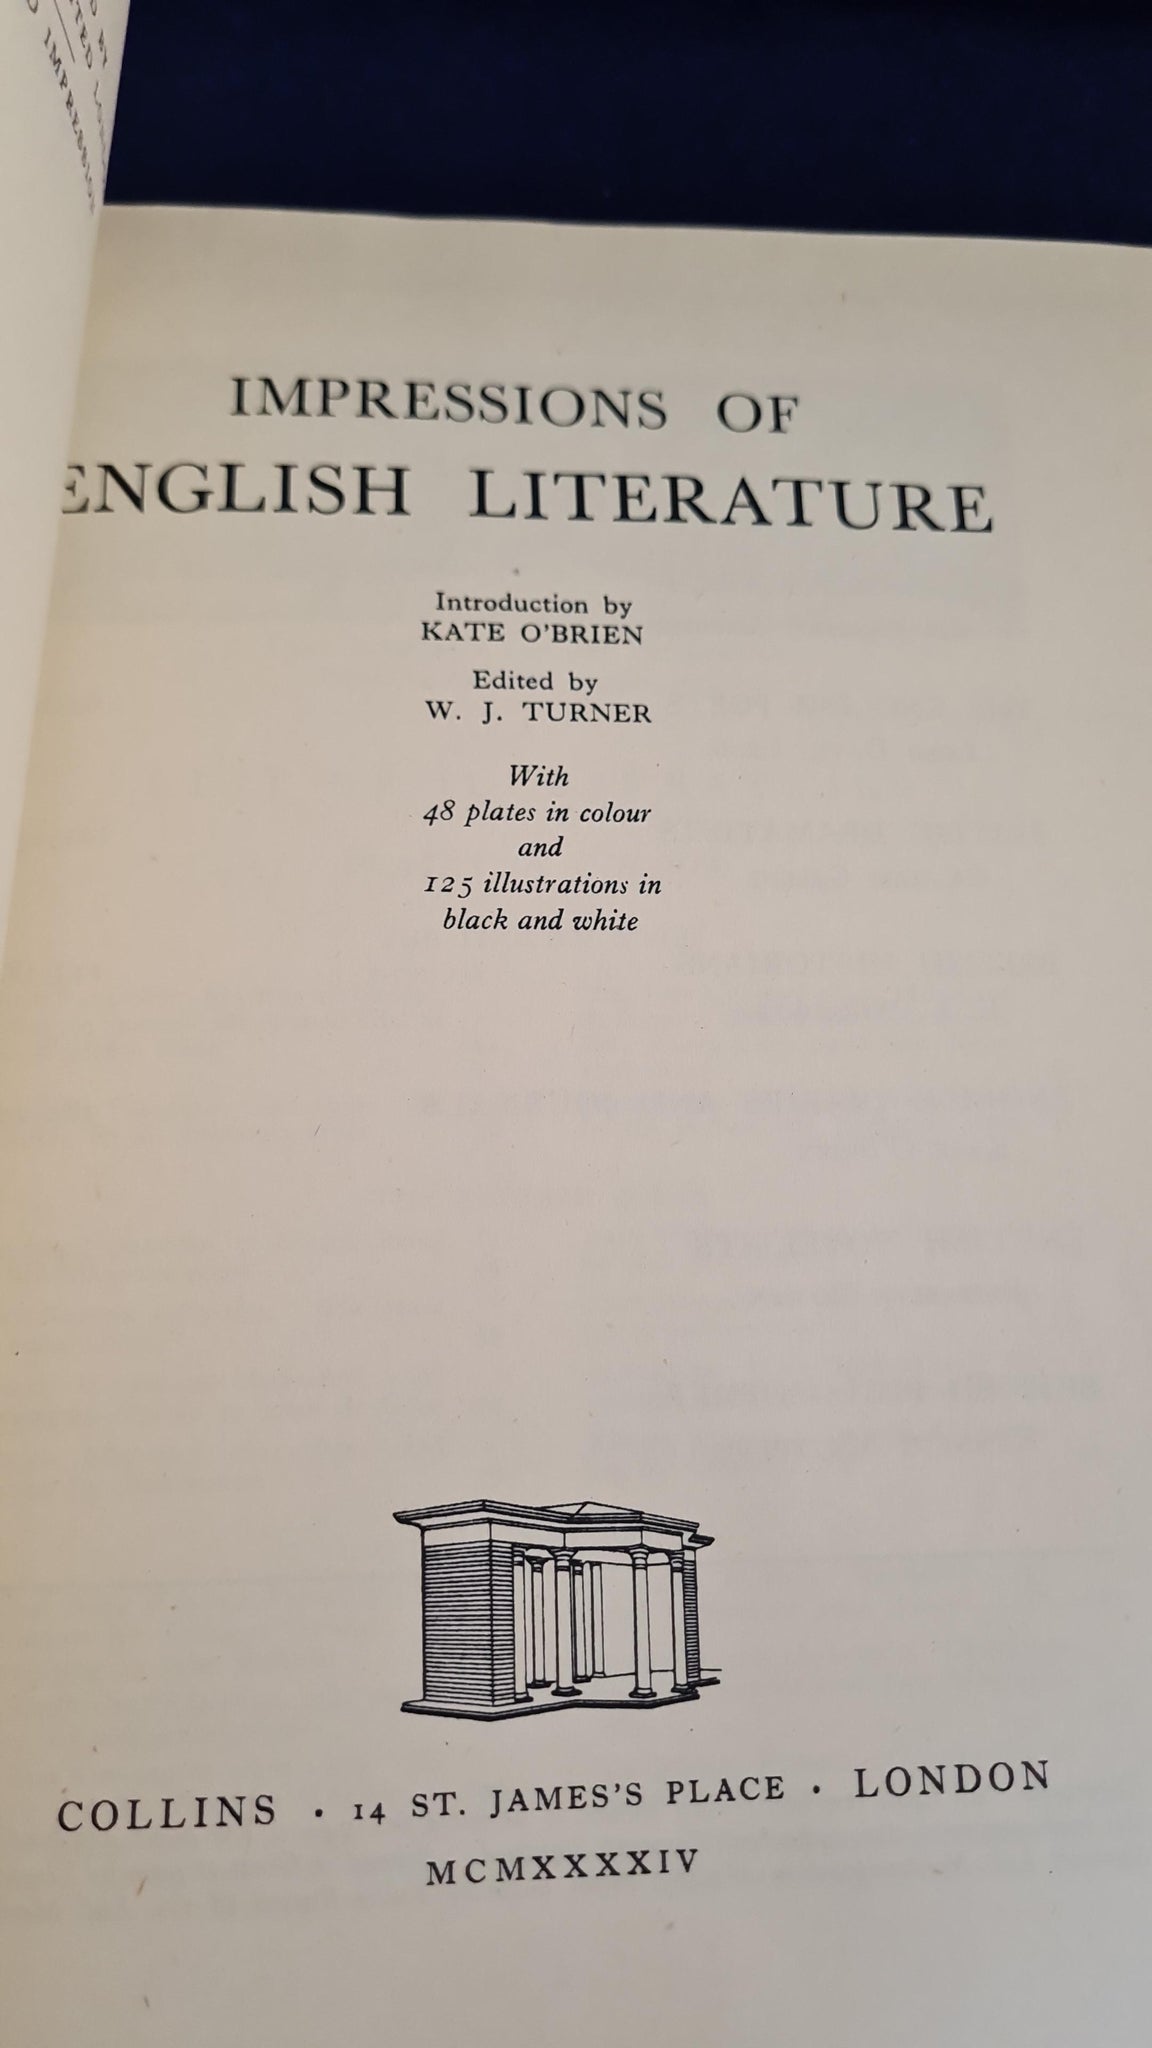 IMPRESSION
IMPRESSIONS OF
ENGLISH LITERATURE
Introduction by
KATE O'BRIEN
Edited by
W. J. TURNER
With
48 plates in colour
and
125 illustrations in
black and white
COLLINS · 14 ST. JAMES'S PLACE · LONDON
MCMXXXXIV